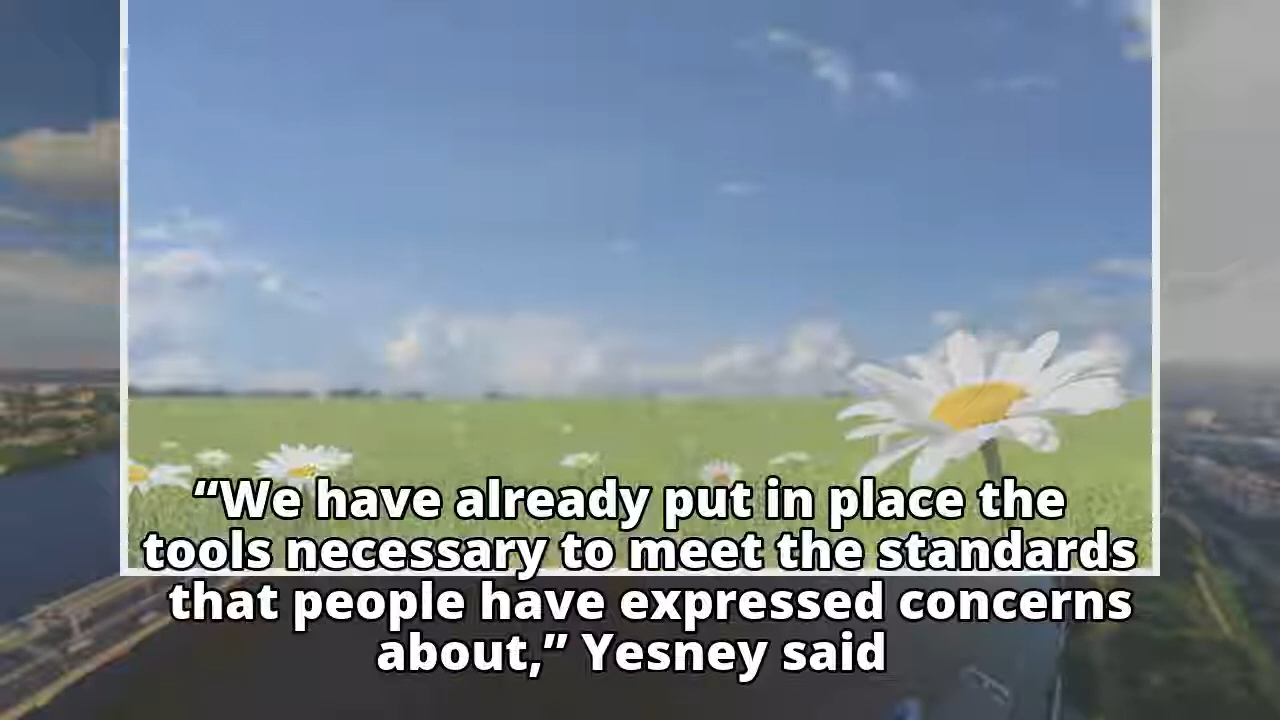 “We have already put in place the
tools necessary to meet the standards
that people have expressed concerns
about,” Yesney said